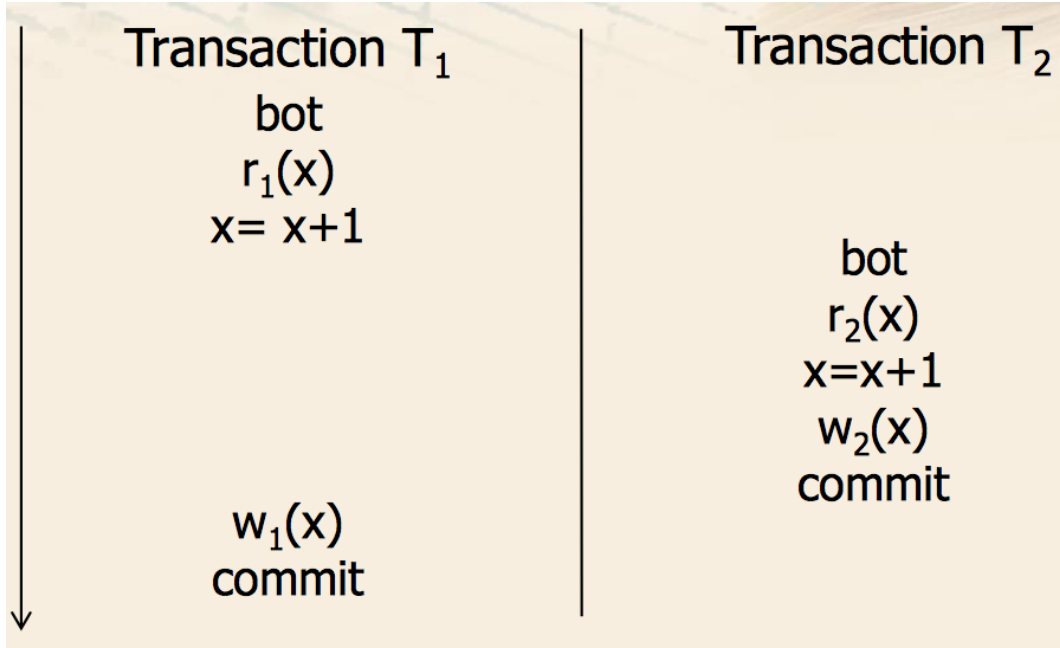 Transaction T₁
bot
r₁(x)
x= x+1
w₁(x)
commit
Transaction T₂
bot
r₂(x)
x=x+1
w₂(x)
commit